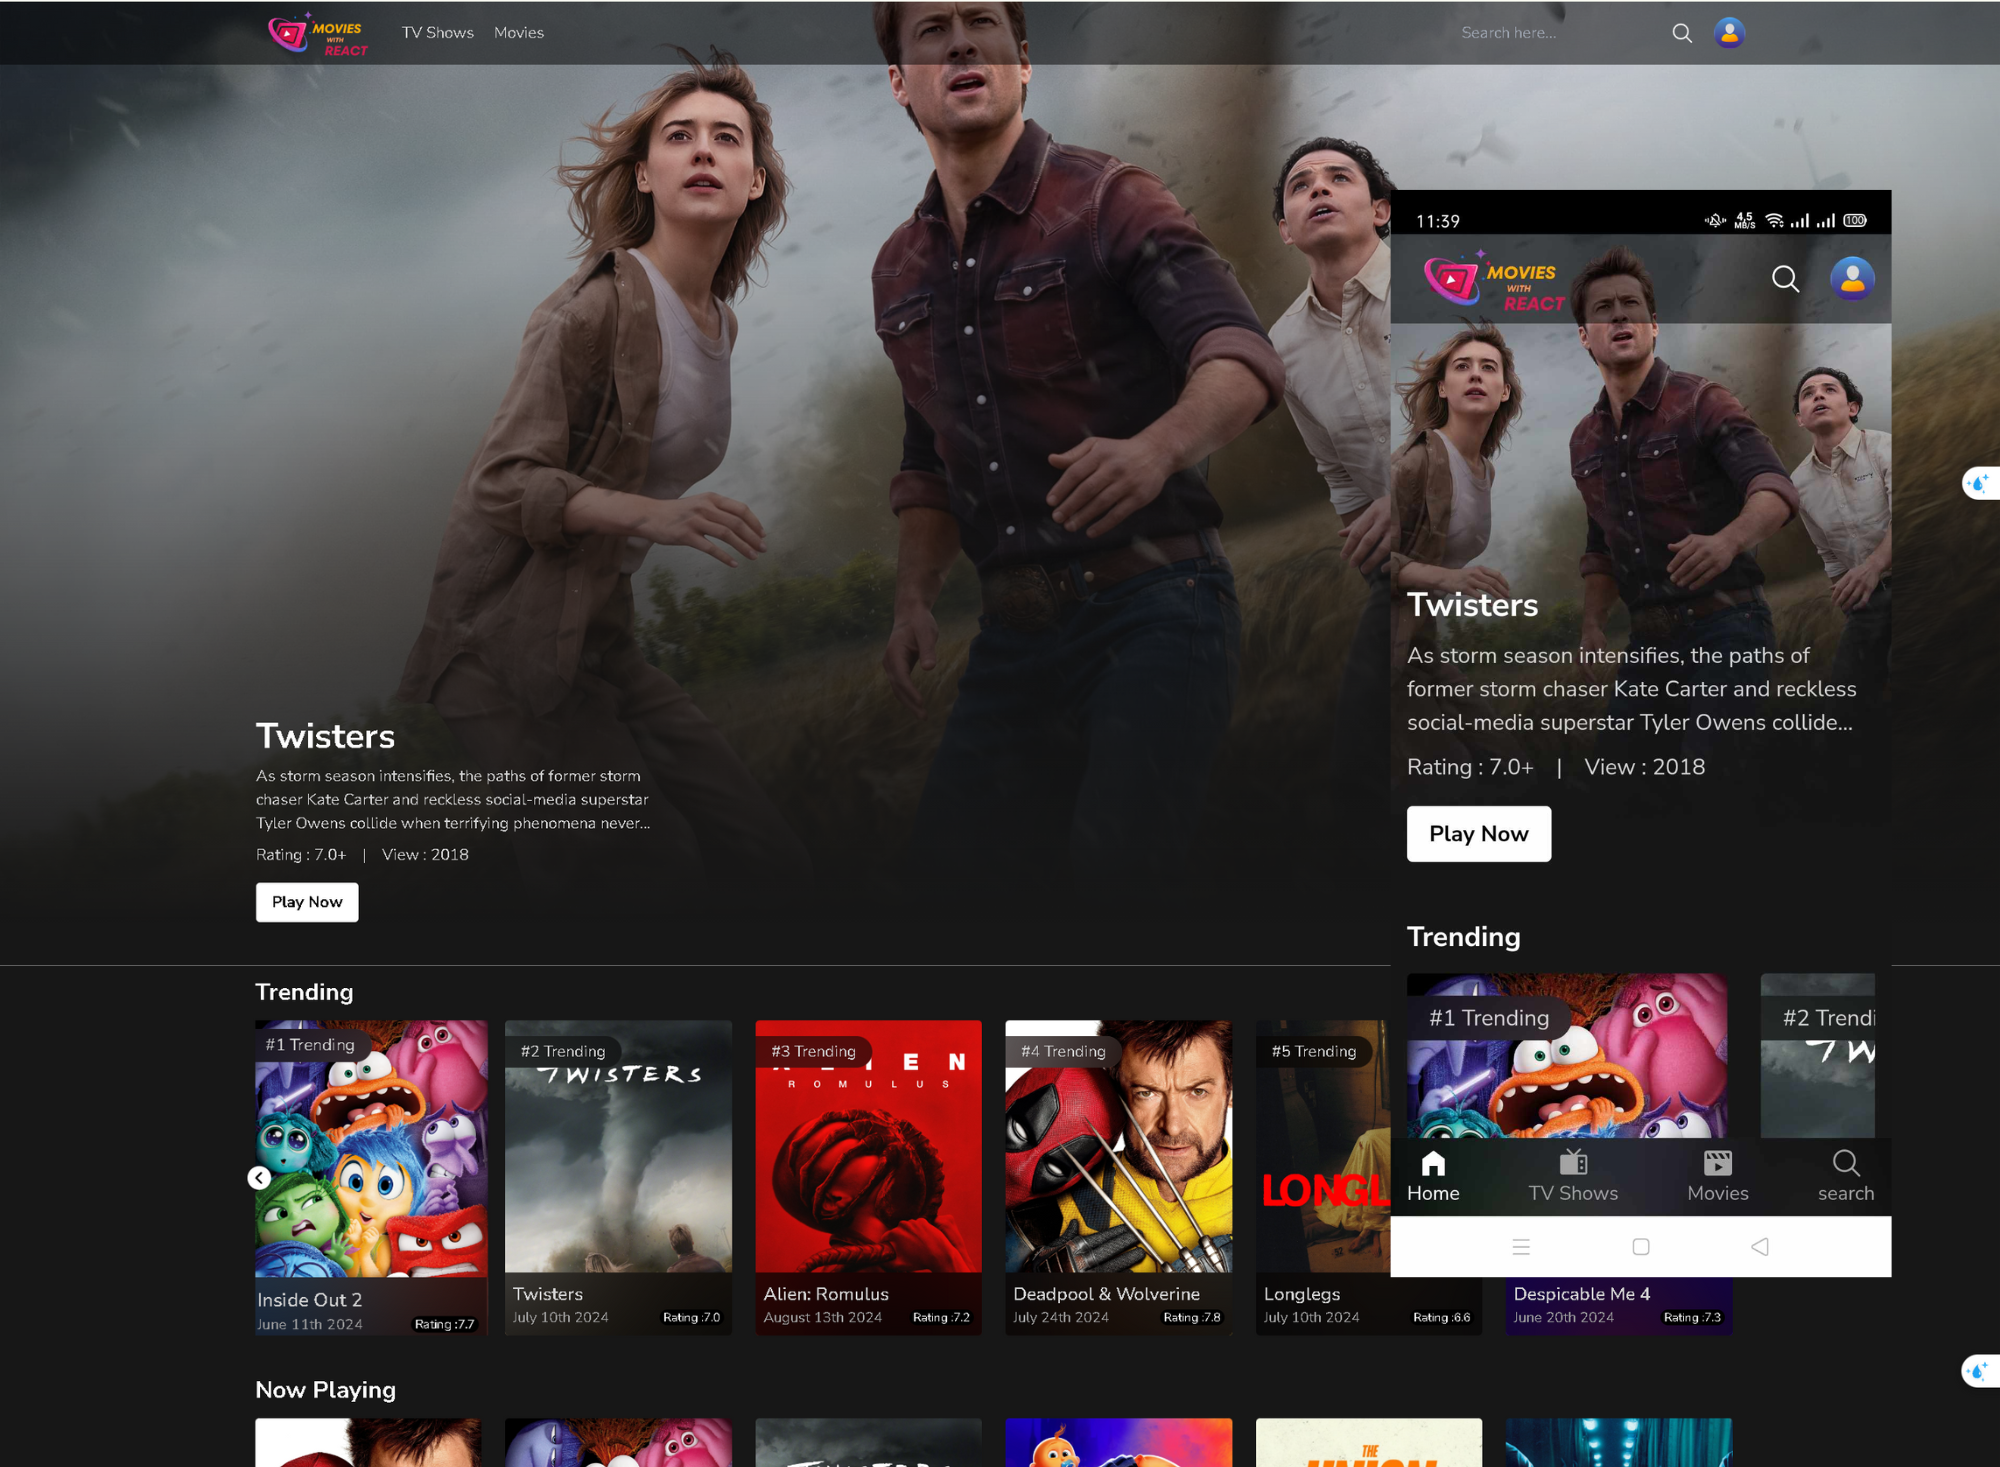 MOVIES
WITH
REACT
TV Shows
Movies
Search here...
Twisters
As storm season intensifies, the paths of former storm
chaser Kate Carter and reckless social-media superstar
Tyler Owens collide when terrifying phenomena never...
Rating : 7.0+ | View : 2018
Play Now
11:39
4,5
MB/S
100
MOVIES
WITH
REACT
Twisters
As storm season intensifies, the paths of
former storm chaser Kate Carter and reckless
social-media superstar Tyler Owens collide...
Rating : 7.0+ | View : 2018
Play Now
Trending
#1 Trending
#2 Trendi
TW
Home
TV Shows
Movies
search
Trending
#1 Trending
Inside Out 2
June 11th 2024
Rating :7.7
#2 Trending
TWISTERS
Twisters
July 10th 2024
Rating :7.0
#3 Trending
ALIEN
ROMULUS
Alien: Romulus
August 13th 2024
Rating :7.2
#4 Trending
Deadpool & Wolverine
July 24th 2024
Rating :7.8
#5 Trending
LONGL
Longlegs
July 10th 2024
Rating :6.6
Despicable Me 4
June 20th 2024
Rating :7.3
Now Playing
THE